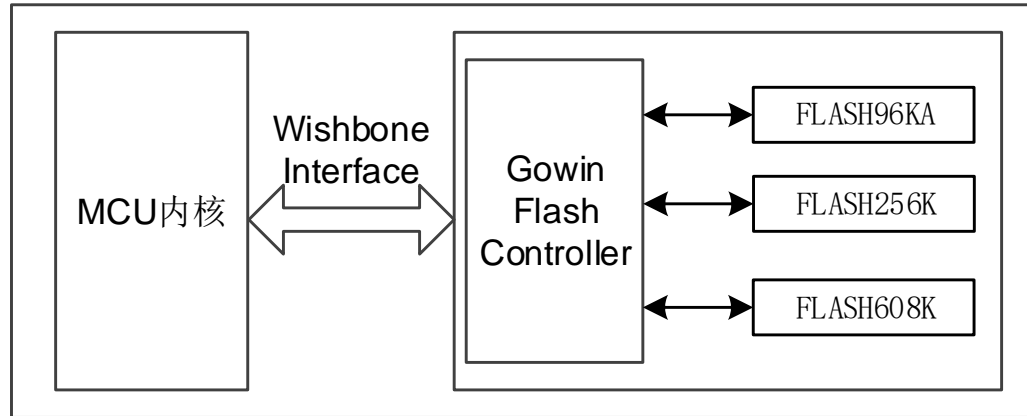 MCU内核
Wishbone
Interface
Gowin
Flash
Controller
FLASH96KA
FLASH256K
FLASH608K